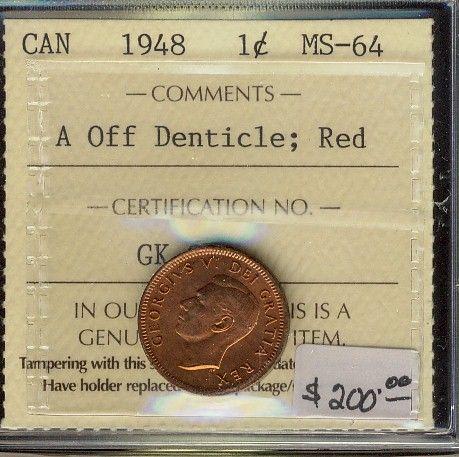 CAN 1948 1¢ MS-64
— COMMENTS —
A Off Denticle; Red
— CERTIFICATION NO. —
GK
GEORGIVS VI DEI GRATIA REX
IN OU IS IS A
GENU ITEM.
Tampering with this
Have holder replace
$200.00